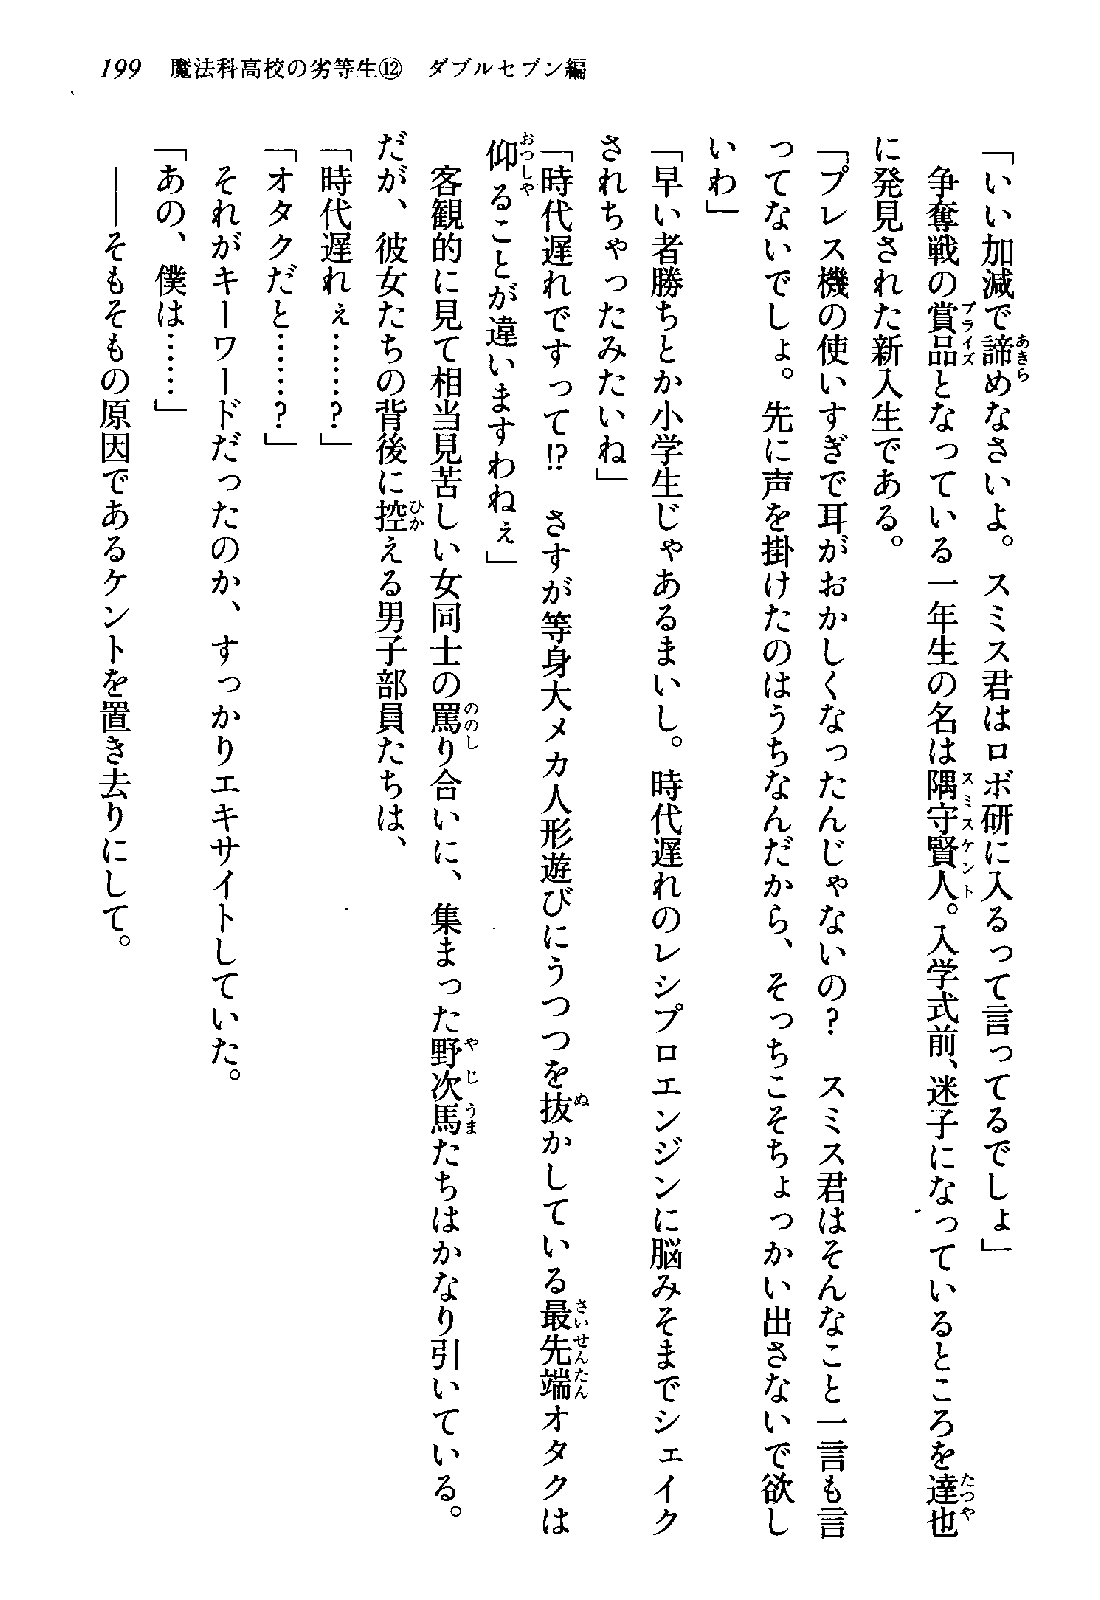 199　魔法科高校の劣等生⑫　ダブルセブン編
「いい加減で諦めなさいよ。スミス君はロボ研に入るって言ってるでしょ」
　争奪戦の賞品となっている一年生の名は隅守賢人。入学式前、迷子になっているところを達也
に発見された新入生である。
「プレス機の使いすぎで耳がおかしくなったんじゃないの？　スミス君はそんなこと一言も言
ってないでしょ。先に声を掛けたのはうちなんだから、そっちこそちょっかい出さないで欲し
いわ」
「早い者勝ちとか小学生じゃあるまいし。時代遅れのレシプロエンジンに脳みそまでシェイク
されちゃったみたいね」
「時代遅れですって!?　さすが等身大メカ人形遊びにうつつを抜かしている最先端オタクは
仰ることが違いますわねぇ」
　客観的に見て相当見苦しい女同士の罵り合いに、集まった野次馬たちはかなり引いている。
だが、彼女たちの背後に控える男子部員たちは、
「時代遅れぇ………？」
「オタクだと………？」
　それがキーワードだったのか、すっかりエキサイトしていた。
「あの、僕は……」
　――そもそもの原因であるケントを置き去りにして。